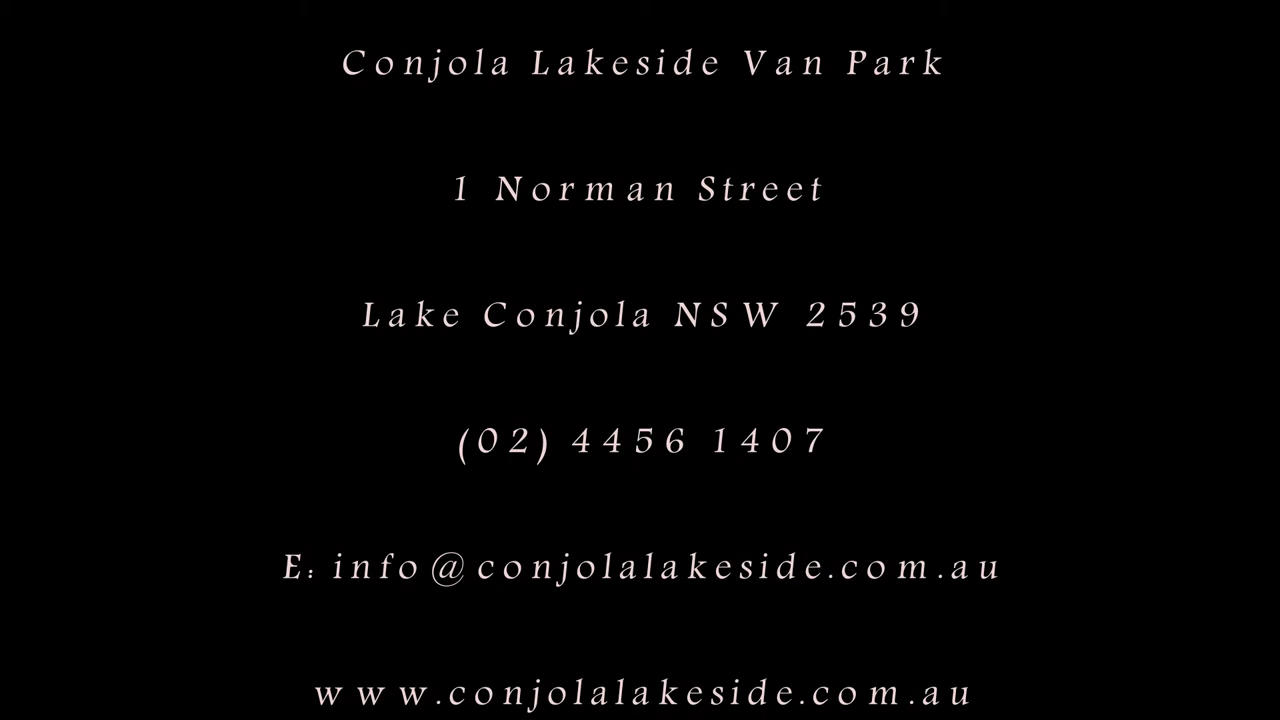 Conjola Lakeside Van Park
1 Norman Street
Lake Conjola NSW 2539
(02) 4456 1407
E: info@conjolalakeside.com.au
www.conjolalakeside.com.au